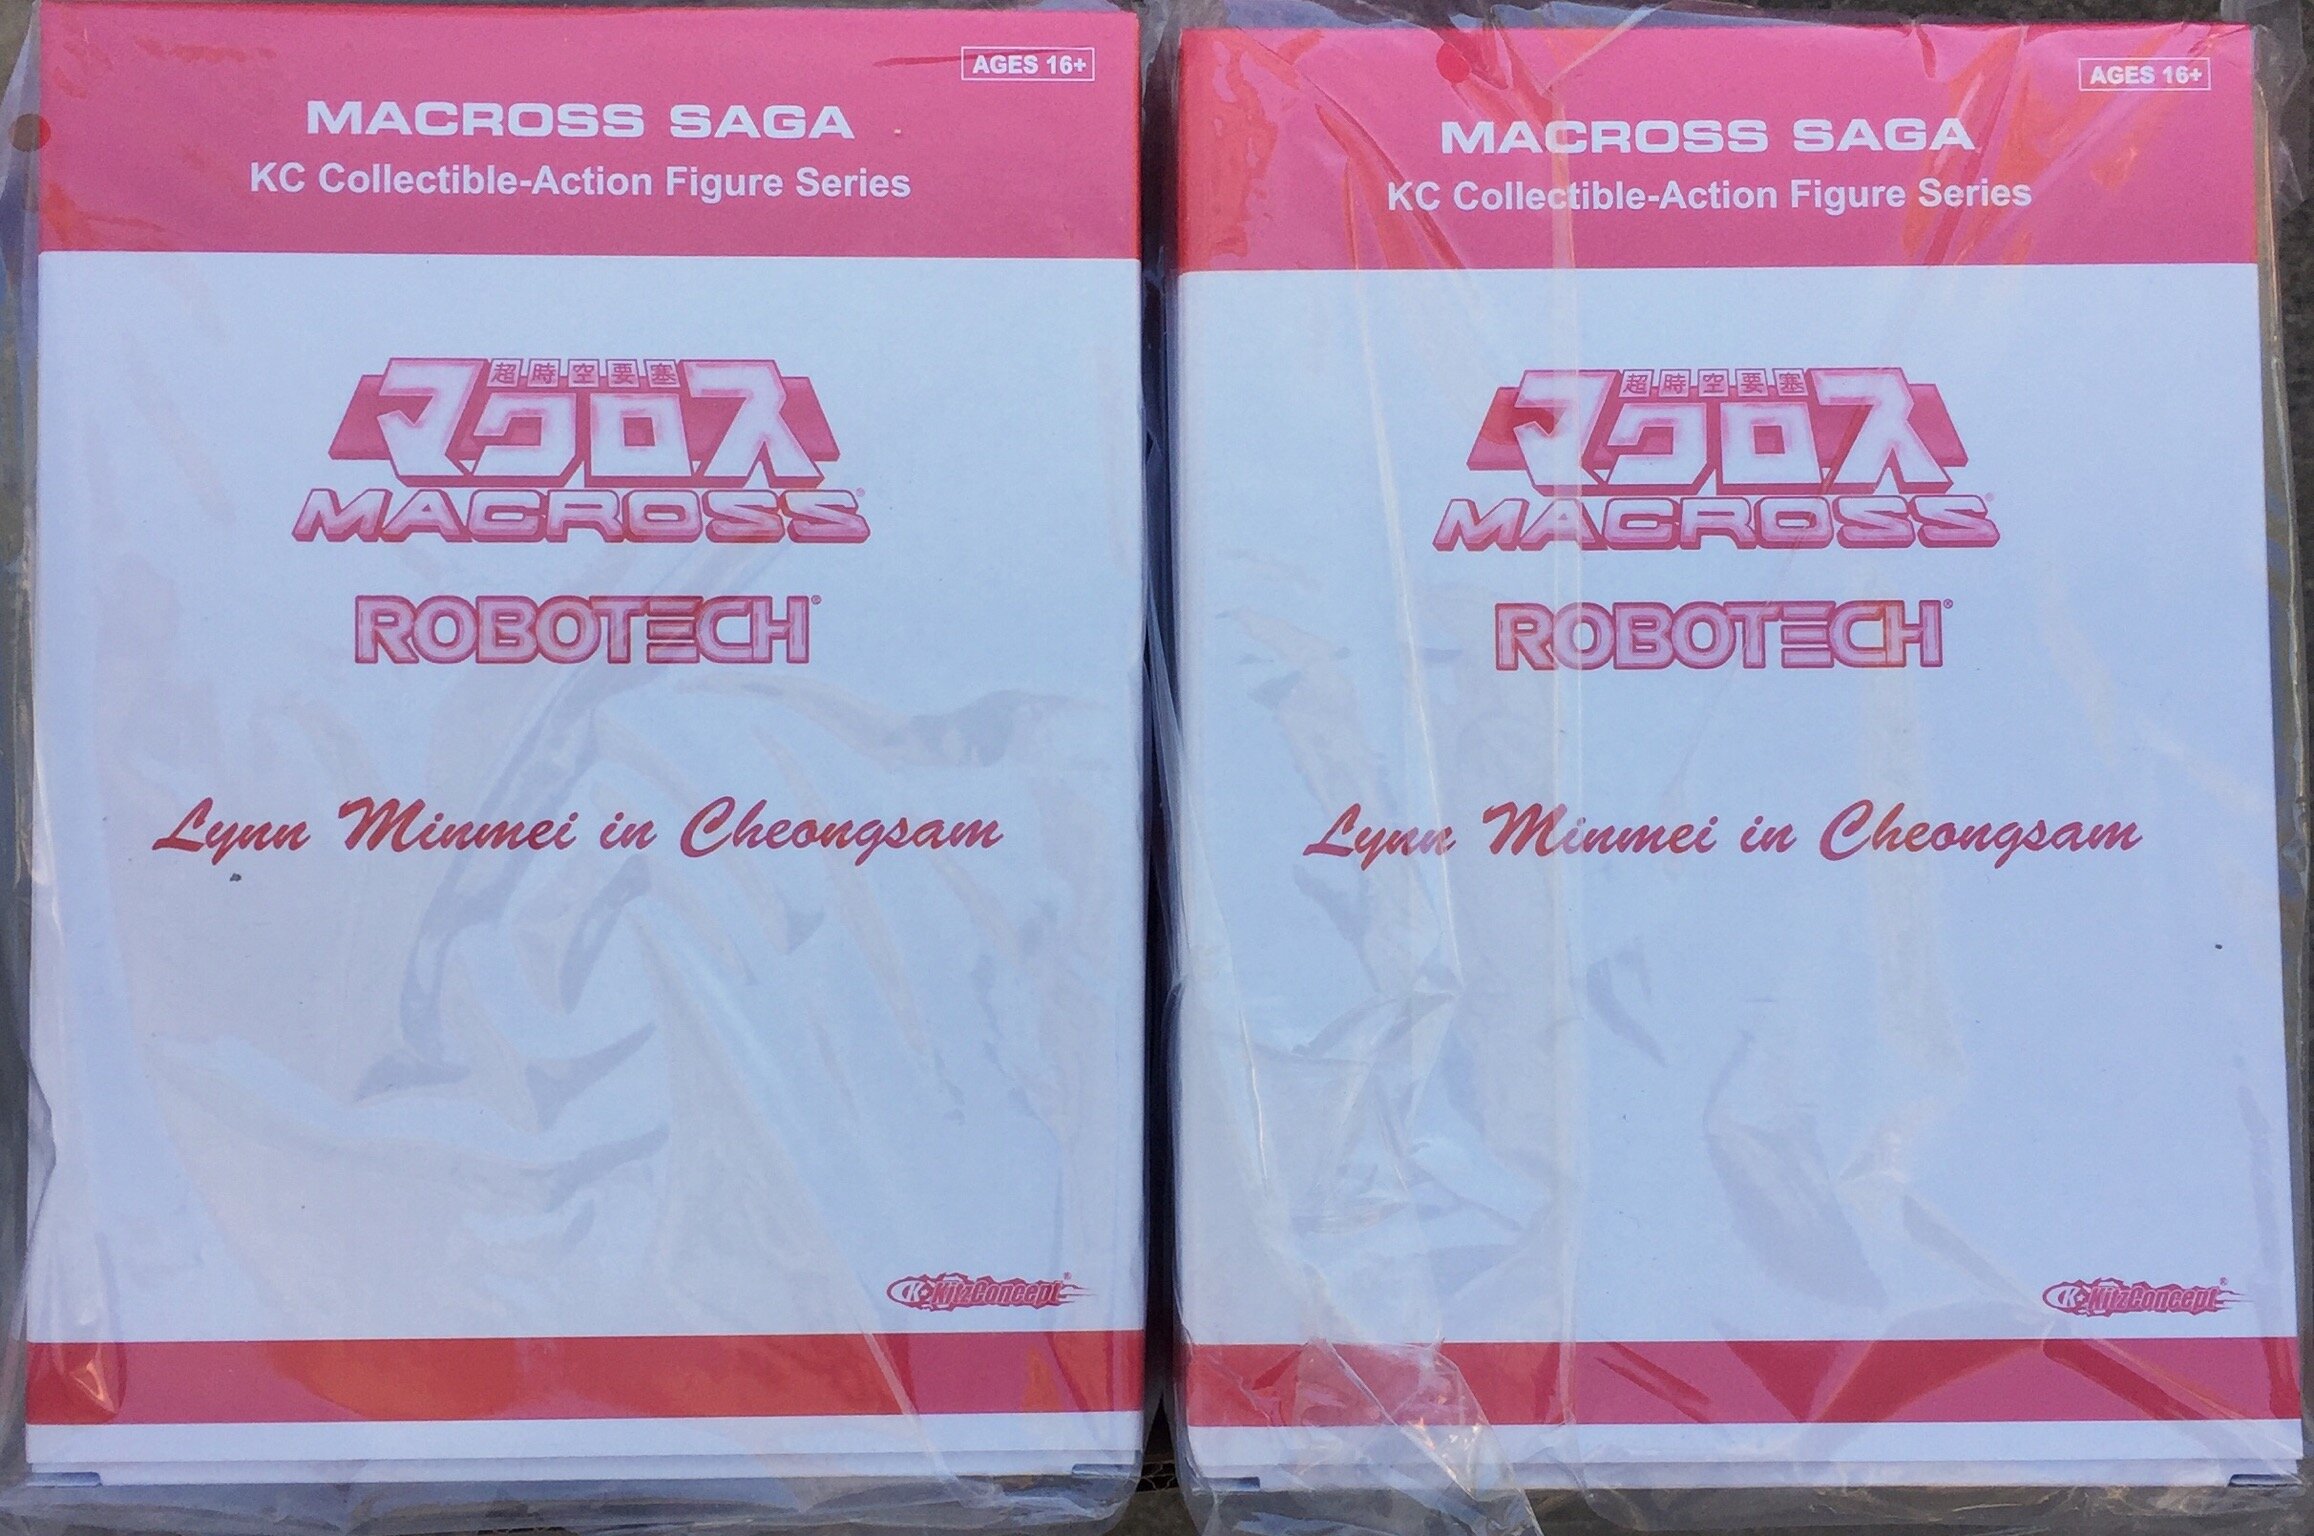 AGES 16+
MACROSS SAGA
KC Collectible-Action Figure Series
超時空要塞
マクロス
MACROSS®
ROBOTECH®
Lynn Minmei in Cheongsam
K KitzConcept®
AGES 16+
MACROSS SAGA
KC Collectible-Action Figure Series
超時空要塞
マクロス
MACROSS®
ROBOTECH®
Lynn Minmei in Cheongsam
K KitzConcept®